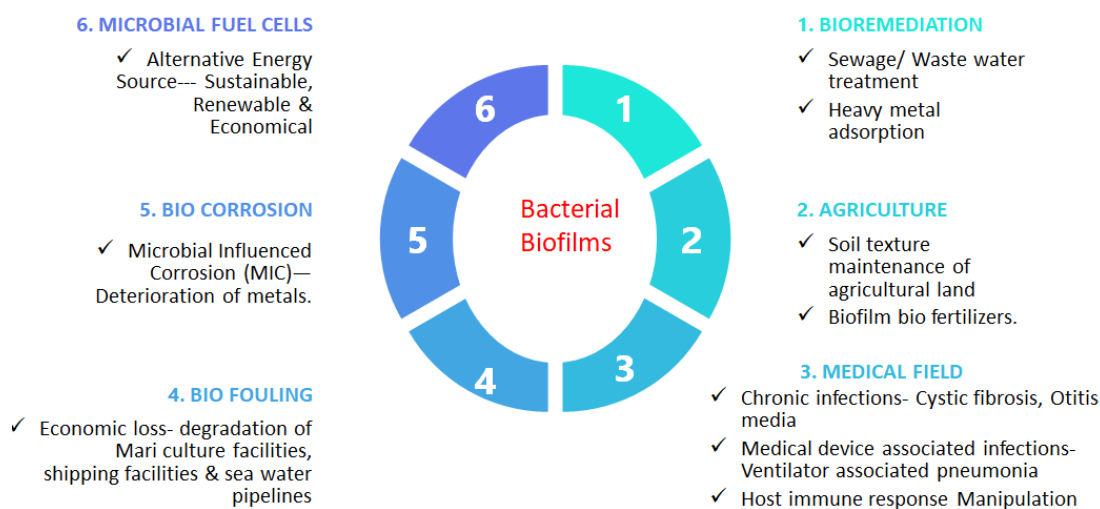 6. MICROBIAL FUEL CELLS
✓ Alternative Energy
Source--- Sustainable,
Renewable &
Economical
5. BIO CORROSION
✓ Microbial Influenced
Corrosion (MIC)—
Deterioration of metals.
4. BIO FOULING
✓ Economic loss- degradation of
Mari culture facilities,
shipping facilities & sea water
pipelines
6
1
5
2
4
3
Bacterial
Biofilms
1. BIOREMEDIATION
✓ Sewage/ Waste water
treatment
✓ Heavy metal
adsorption
2. AGRICULTURE
✓ Soil texture
maintenance of
agricultural land
✓ Biofilm bio fertilizers.
3. MEDICAL FIELD
✓ Chronic infections- Cystic fibrosis, Otitis
media
✓ Medical device associated infections-
Ventilator associated pneumonia
✓ Host immune response Manipulation